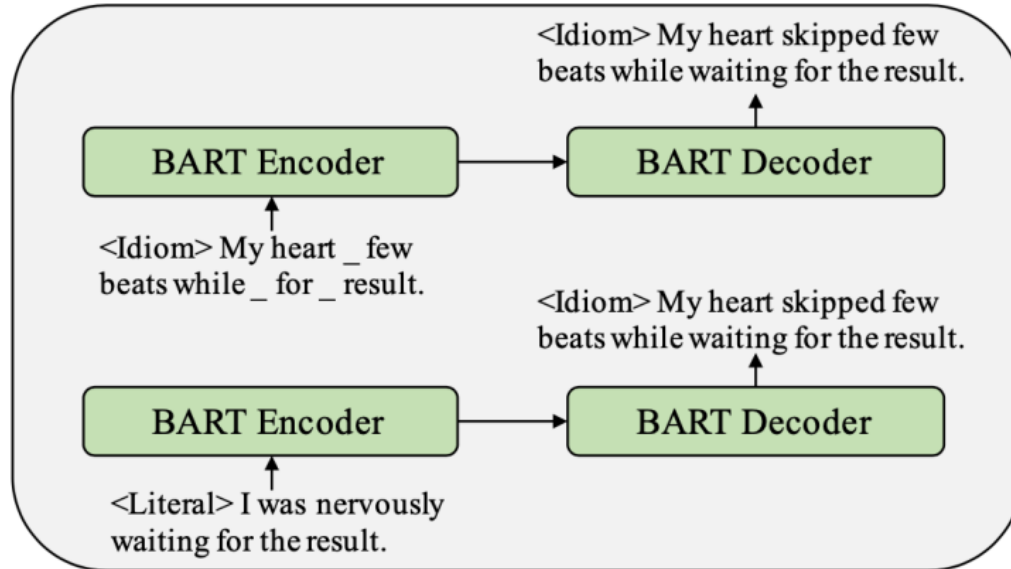 <Idiom> My heart skipped few
beats while waiting for the result.
BART Encoder
BART Decoder
<Idiom> My heart _ few
beats while _ for _ result.
<Idiom> My heart skipped few
beats while waiting for the result.
BART Encoder
BART Decoder
<Literal> I was nervously
waiting for the result.